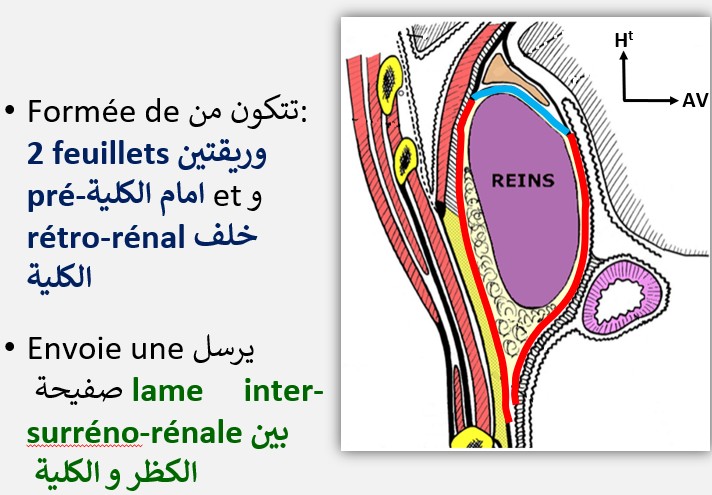 • Formée de تتكون من:
2 feuillets وريقتين
pré-امام الكلية et و
rétro-rénal خلف
الكلية
• Envoie une يرسل
صفيحة lame inter-
surréno-rénale بين
الكظر و الكلية
Hᵗ
AV
REINS